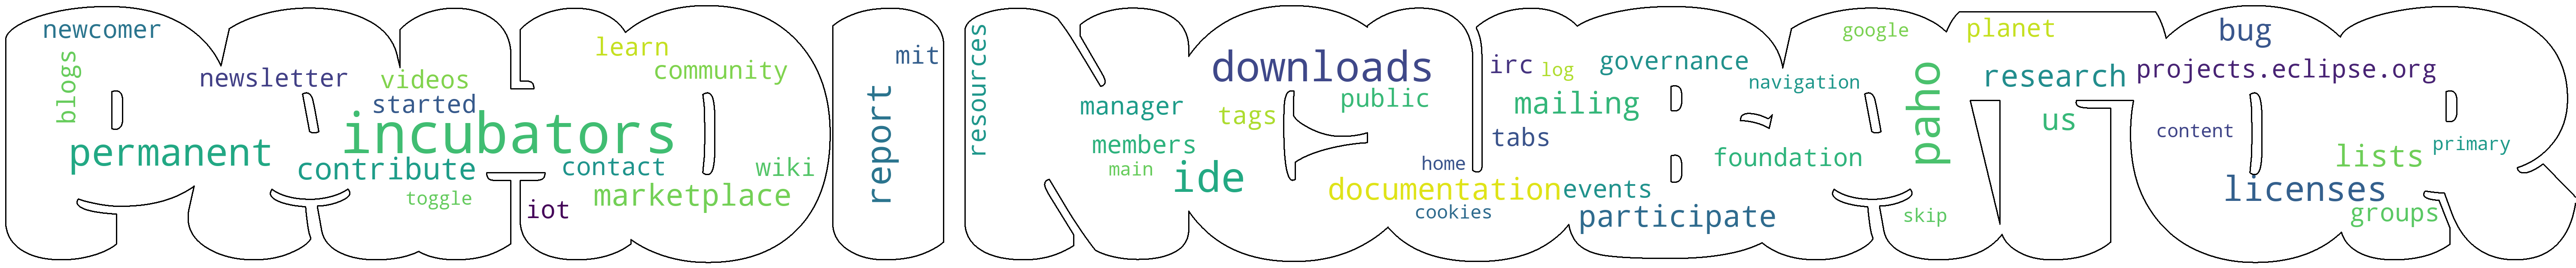 newcomer
blogs
permanent
newsletter
videos
started
incubators
contribute
toggle
learn
community
contact
wiki
marketplace
iot
mit
report
resources
manager
members
main
ide
downloads
tags
public
home
documentation
cookies
irc
log
governance
mailing
tabs
events
participate
navigation
foundation
google
paho
skip
planet
research
us
bug
projects.eclipse.org
content
licenses
lists
primary
groups